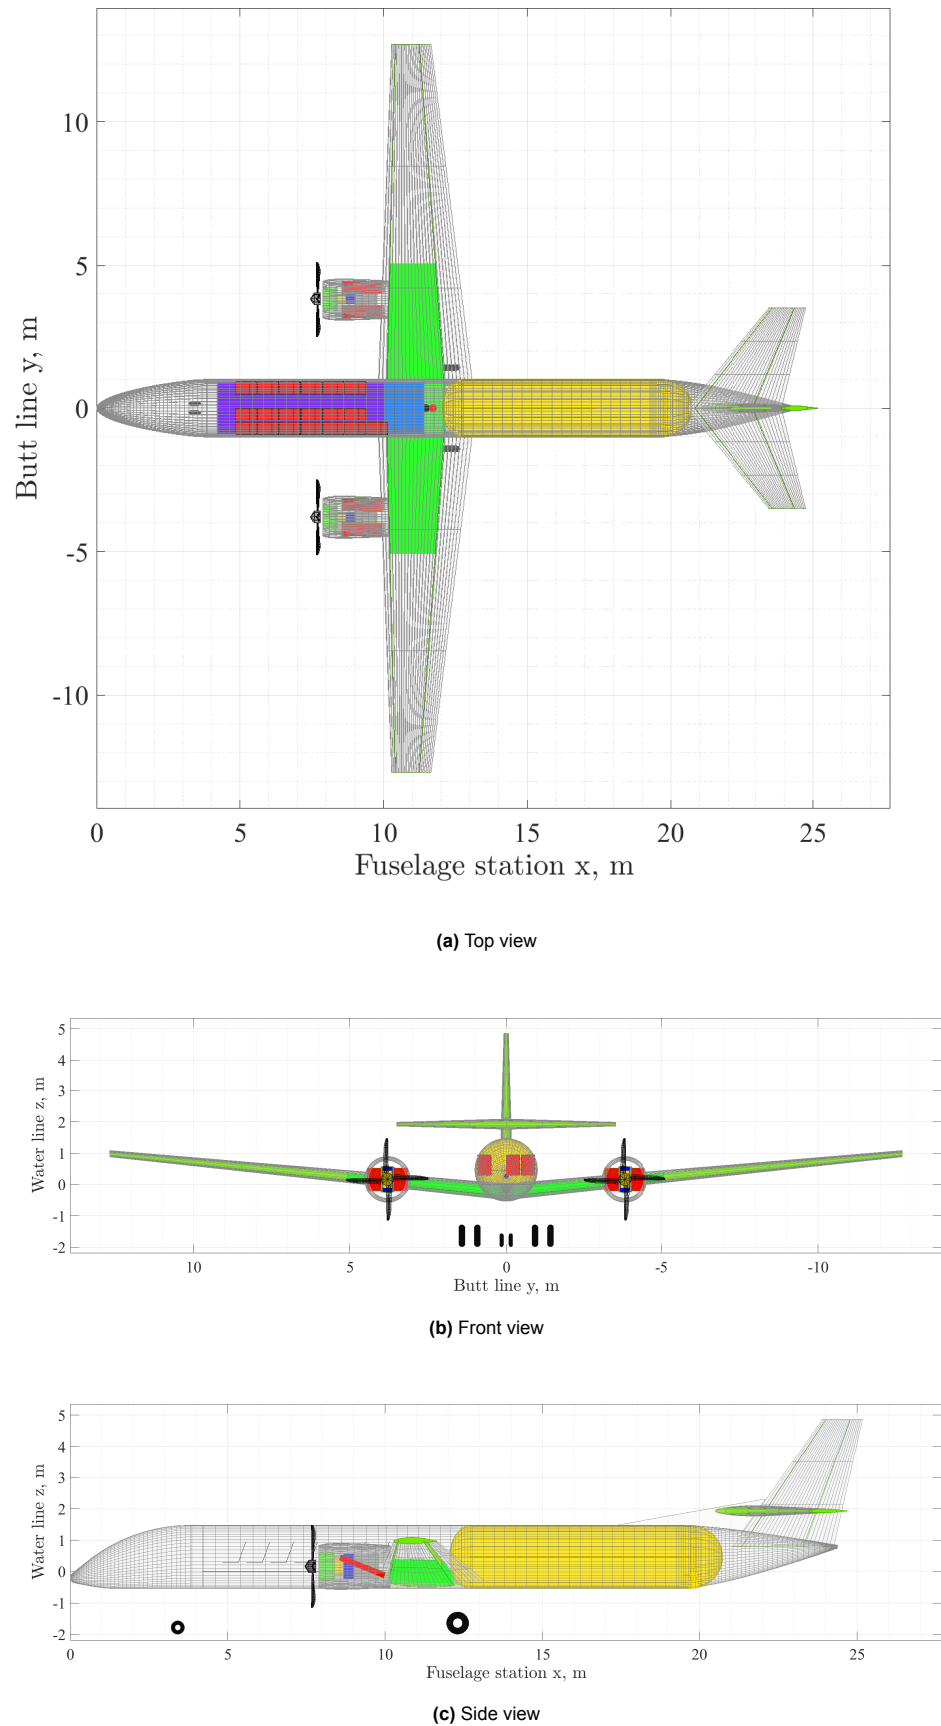 10
5
0
-5
-10
Butt line y, m
0 5 10 15 20 25
Fuselage station x, m
(a) Top view
5
4
3
2
1
0
-1
-2
Water line z, m
10 5 0 -5 -10
Butt line y, m
(b) Front view
5
4
3
2
1
0
-1
-2
Water line z, m
0 5 10 15 20 25
Fuselage station x, m
(c) Side view